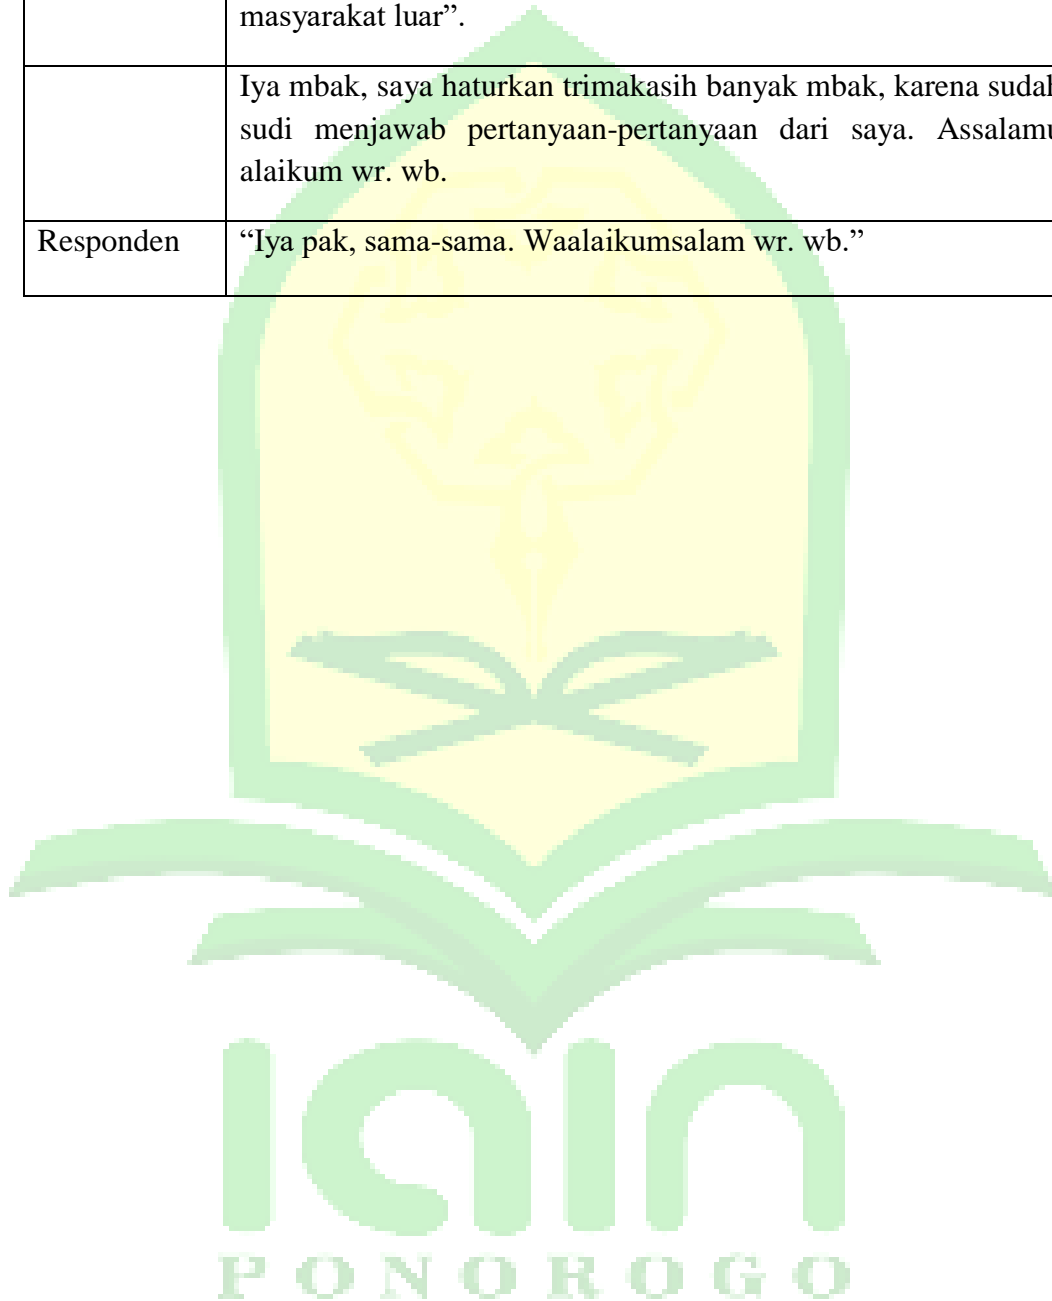 masyarakat luar”.
Iya mbak, saya haturkan trimakasih banyak mbak, karena sudah
sudi menjawab pertanyaan-pertanyaan dari saya. Assalamu
alaikum wr. wb.
Responden “Iya pak, sama-sama. Waalaikumsalam wr. wb.”
iain
PONOROGO